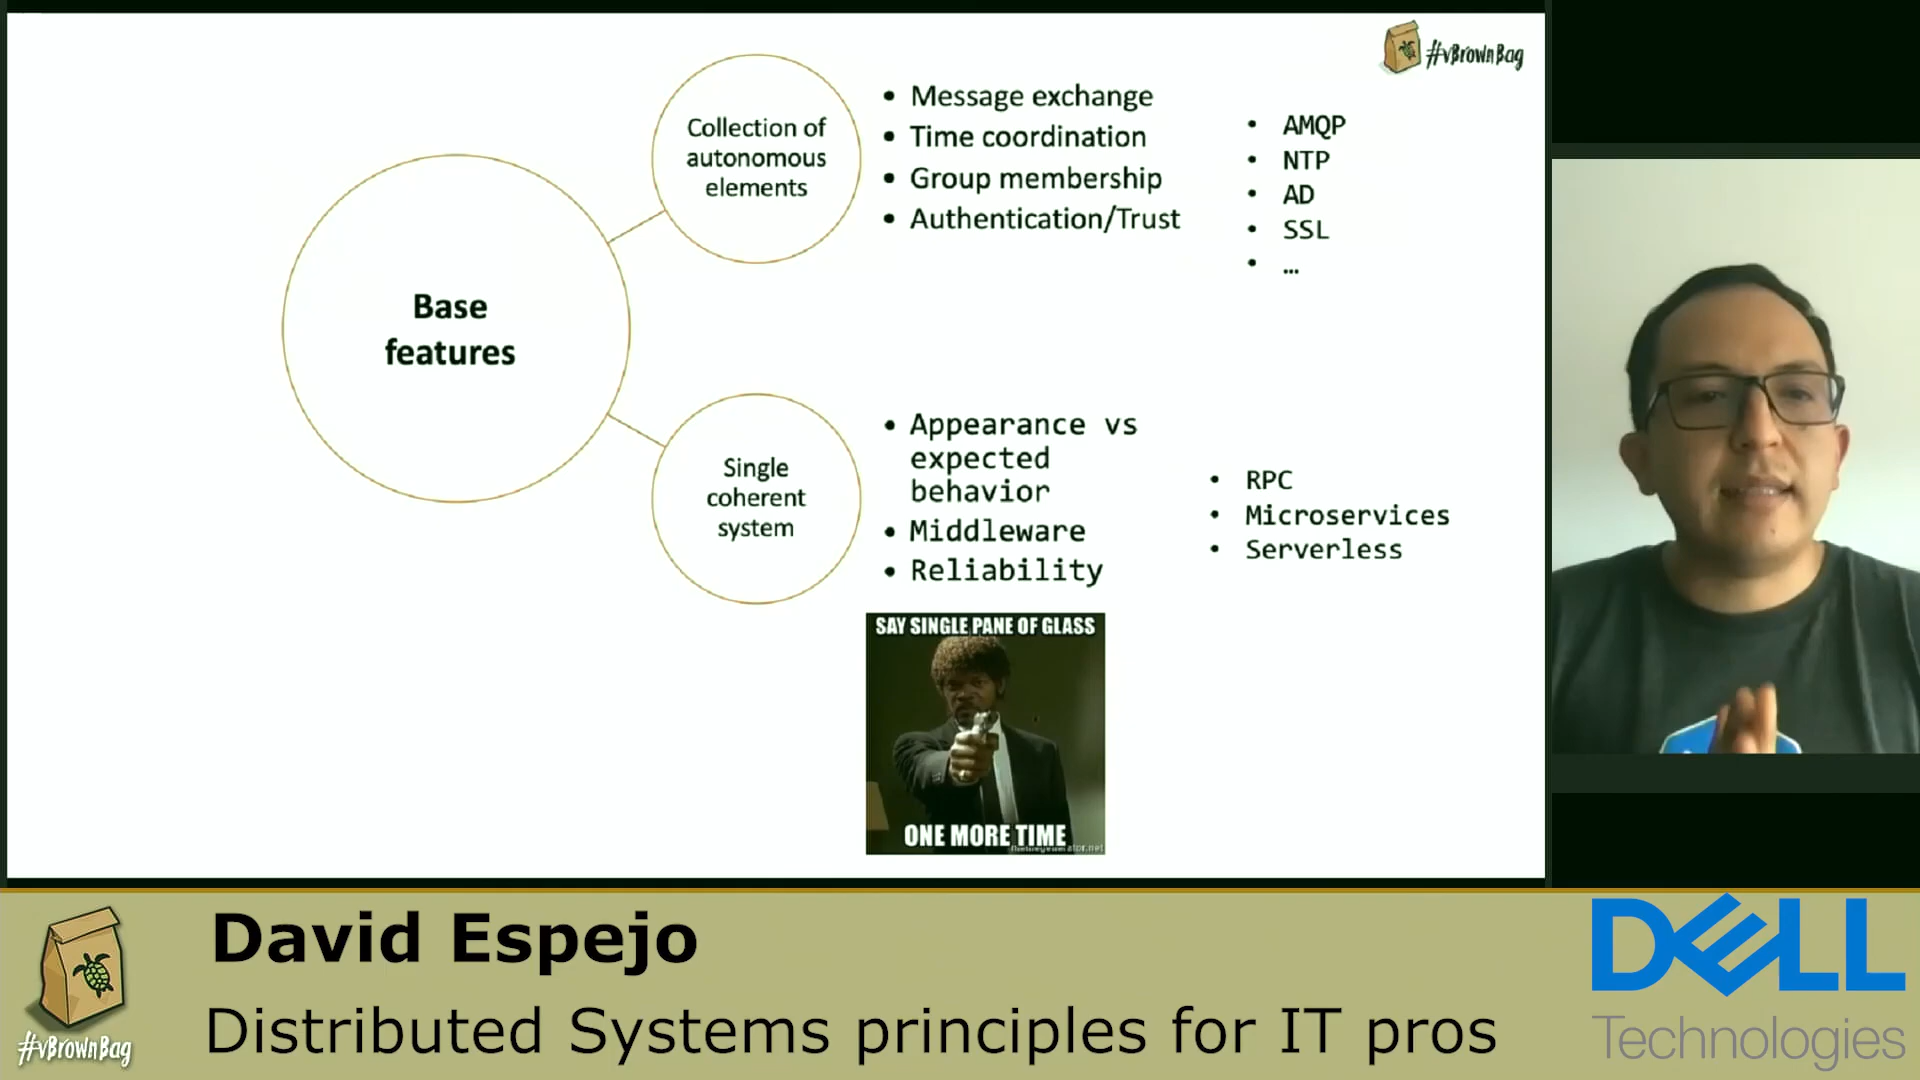 #vBrownBag
Base
features
Collection of
autonomous
elements
• Message exchange
• Time coordination
• Group membership
• Authentication/Trust
• AMQP
• NTP
• AD
• SSL
• ...
Single
coherent
system
• Appearance vs
expected
behavior
• Middleware
• Reliability
• RPC
• Microservices
• Serverless
SAY SINGLE PANE OF GLASS
ONE MORE TIME
David Espejo
Distributed Systems principles for IT pros
#vBrownBag
DELL
Technologies